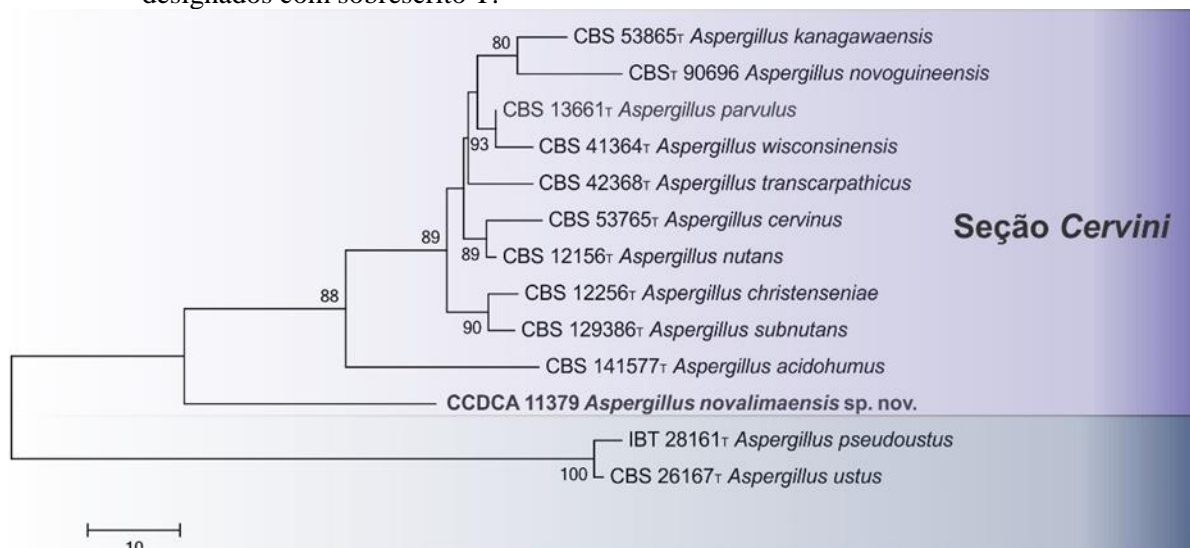 designados com sobrescrito T.
80
CBS 53865T Aspergillus kanagawaensis
CBST 90696 Aspergillus novoguineensis
CBS 13661T Aspergillus parvulus
93
CBS 41364T Aspergillus wisconsinensis
CBS 42368T Aspergillus transcarpathicus
Seção Cervini
CBS 53765T Aspergillus cervinus
89
89
CBS 12156T Aspergillus nutans
88
CBS 12256T Aspergillus christenseniae
90
CBS 129386T Aspergillus subnutans
CBS 141577T Aspergillus acidohumus
CCDCA 11379 Aspergillus novalimaensis sp. nov.
IBT 28161T Aspergillus pseudoustus
100
CBS 26167T Aspergillus ustus
10